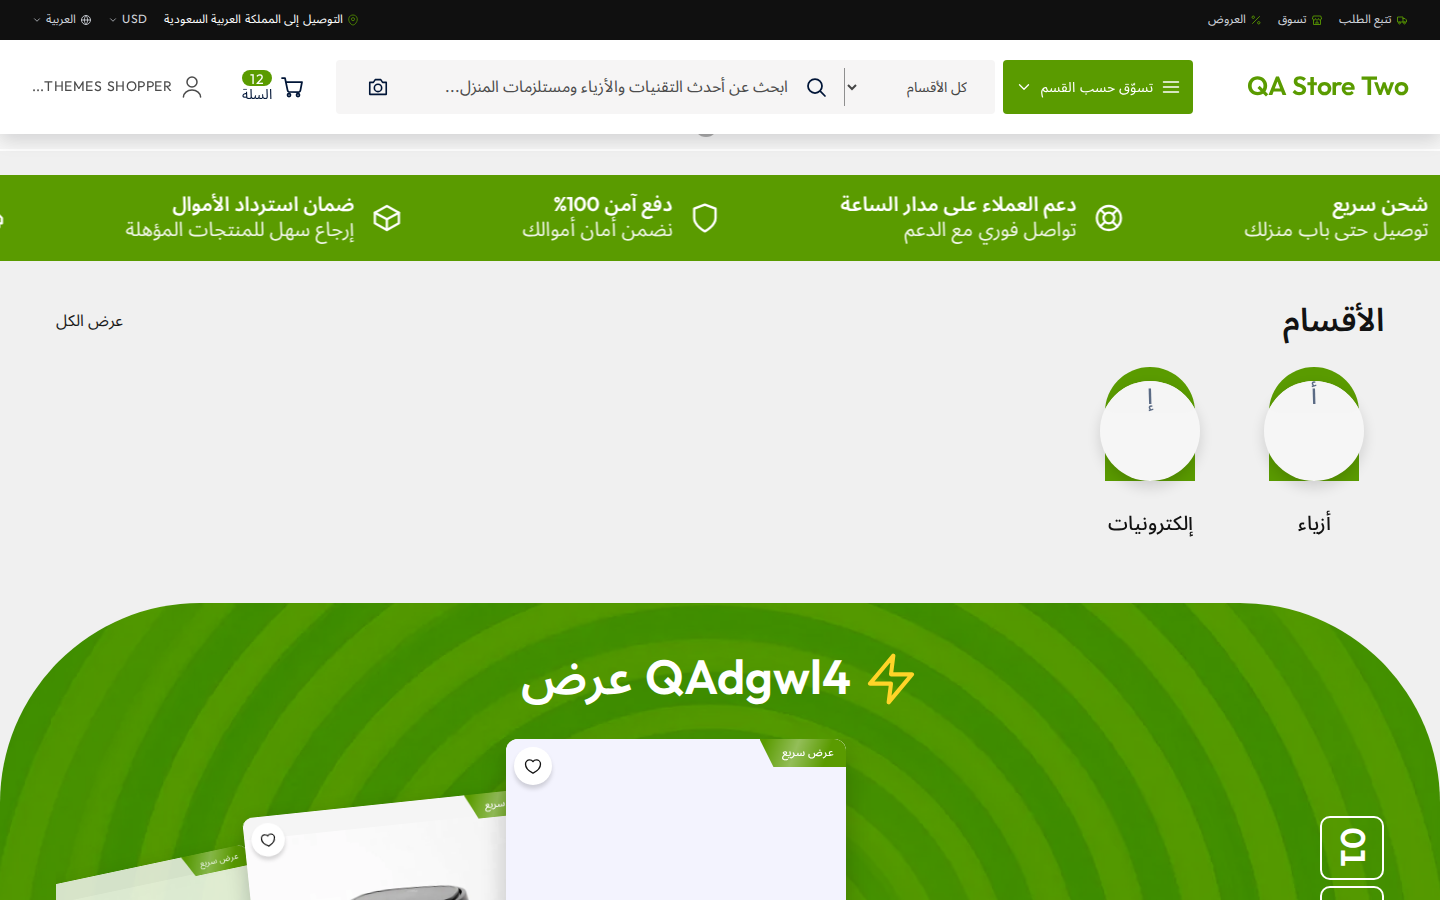 تتبع الطلب
تسوق
العروض
التوصيل إلى المملكة العربية السعودية
USD
العربية
QA Store Two
تسوّق حسب القسم
كل الأقسام
ابحث عن أحدث التقنيات والأزياء ومستلزمات المنزل...
12
السلة
THEMES SHOPPER...
شحن سريع
توصيل حتى باب منزلك
دعم العملاء على مدار الساعة
تواصل فوري مع الدعم
دفع آمن 100%
نضمن أمان أموالك
ضمان استرداد الأموال
إرجاع سهل للمنتجات المؤهلة
الأقسام
عرض الكل
أ
إ
أزياء
إلكترونيات
عرض QAdgwl4
عرض سريع
سريع
عرض سريع
01